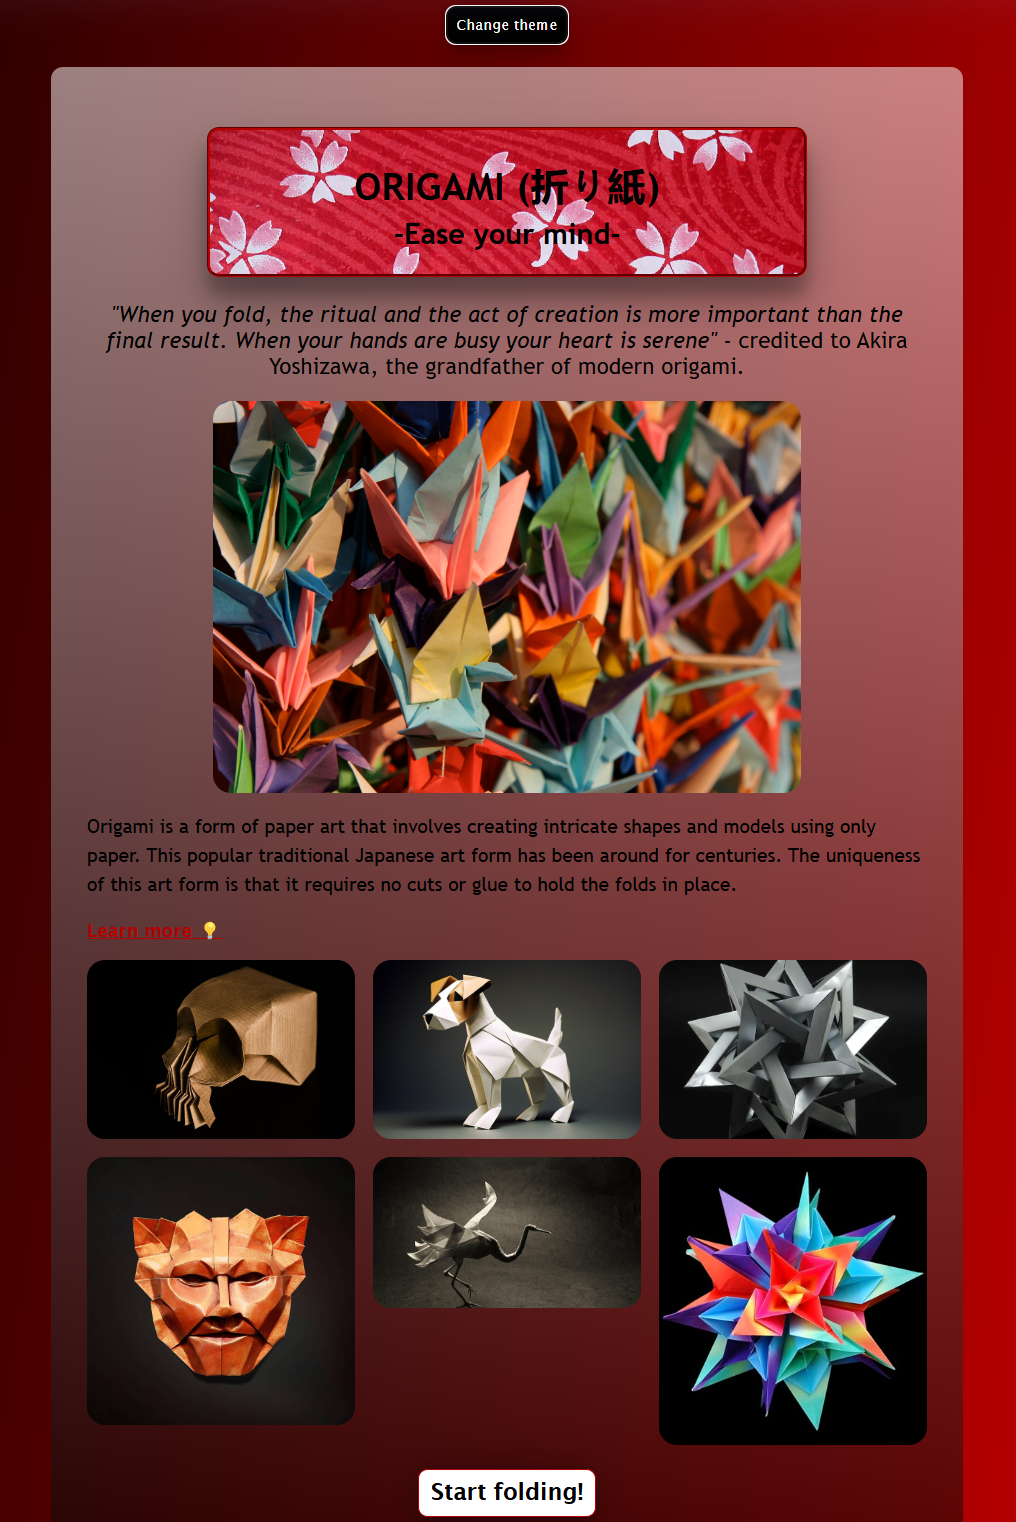 Change theme
ORIGAMI (折り紙)
-Ease your mind-
"When you fold, the ritual and the act of creation is more important than the
final result. When your hands are busy your heart is serene" - credited to Akira
Yoshizawa, the grandfather of modern origami.
Origami is a form of paper art that involves creating intricate shapes and models using only
paper. This popular traditional Japanese art form has been around for centuries. The uniqueness
of this art form is that it requires no cuts or glue to hold the folds in place.
Learn more 💡
Start folding!